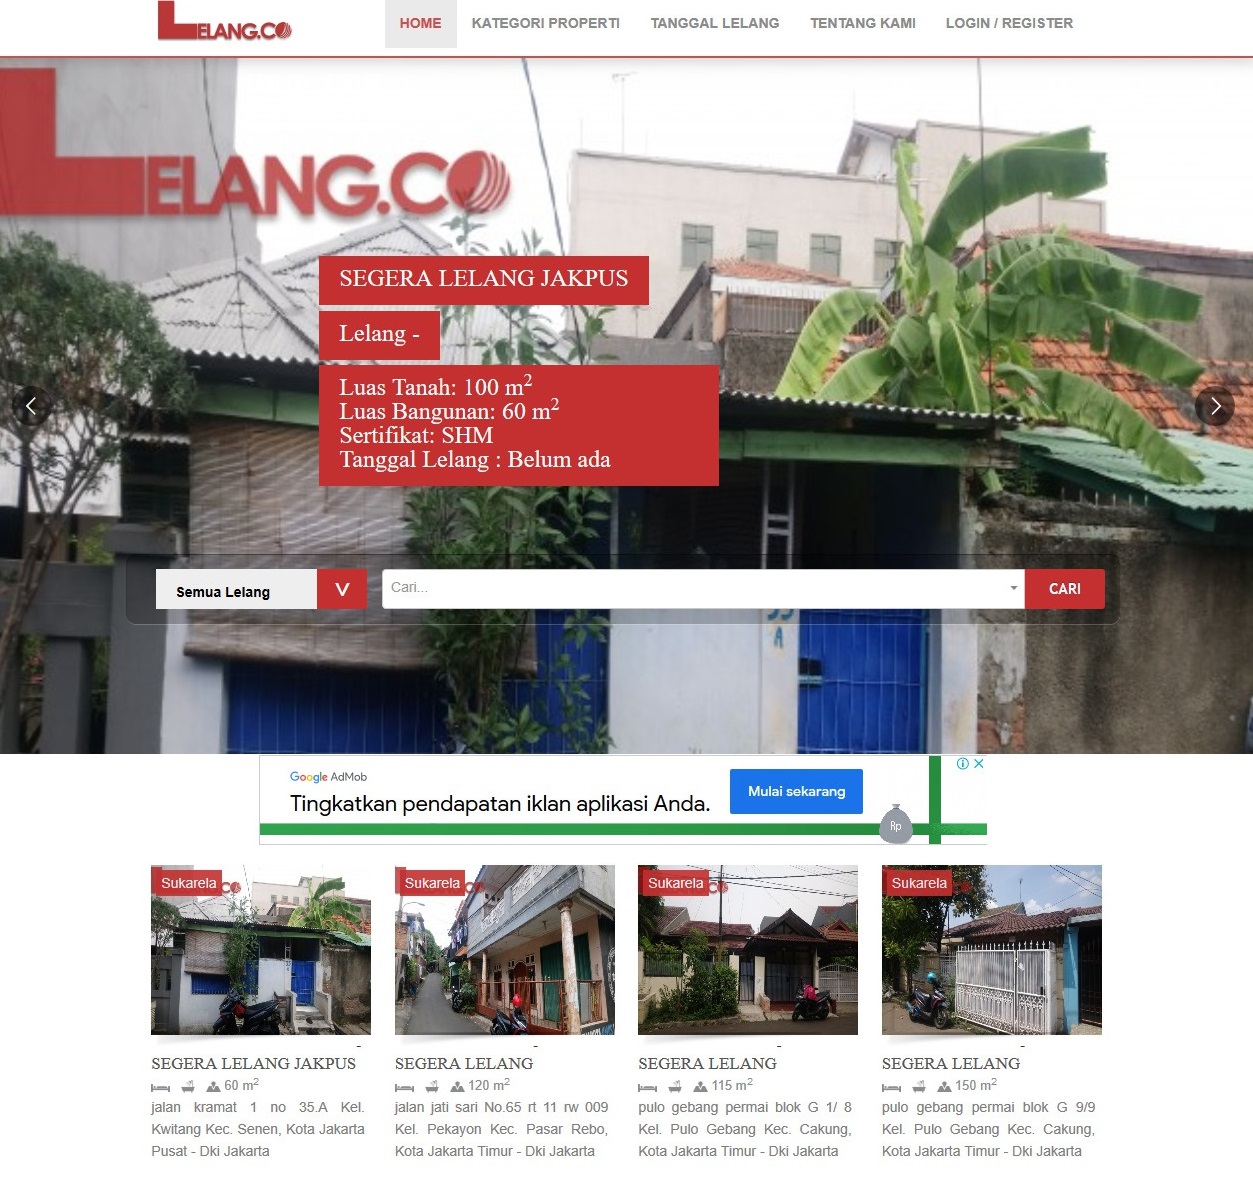 LELANG.CO
HOME
KATEGORI PROPERTI
TANGGAL LELANG
TENTANG KAMI
LOGIN / REGISTER
LELANG.CO
SEGERA LELANG JAKPUS
Lelang -
Luas Tanah: 100 m²
Luas Bangunan: 60 m²
Sertifikat: SHM
Tanggal Lelang : Belum ada
Semua Lelang
V
Cari...
CARI
A
Google AdMob
Tingkatkan pendapatan iklan aplikasi Anda.
Mulai sekarang
Rp
Sukarela
-
SEGERA LELANG JAKPUS
60 m²
jalan kramat 1 no 35.A Kel.
Kwitang Kec. Senen, Kota Jakarta
Pusat - Dki Jakarta
Sukarela
-
SEGERA LELANG
120 m²
jalan jati sari No.65 rt 11 rw 009
Kel. Pekayon Kec. Pasar Rebo,
Kota Jakarta Timur - Dki Jakarta
Sukarela
-
SEGERA LELANG
115 m²
pulo gebang permai blok G 1/ 8
Kel. Pulo Gebang Kec. Cakung,
Kota Jakarta Timur - Dki Jakarta
Sukarela
-
SEGERA LELANG
150 m²
pulo gebang permai blok G 9/9
Kel. Pulo Gebang Kec. Cakung,
Kota Jakarta Timur - Dki Jakarta